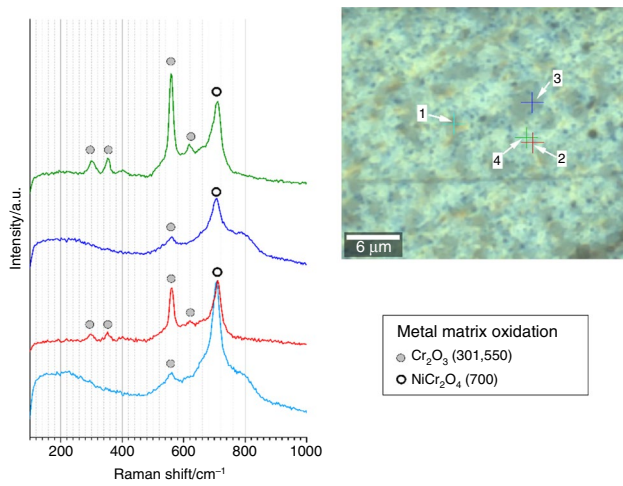 Intensity/a.u.
200
400
600
800
1000
Raman shift/cm⁻¹
1
3
4
2
6 μm
Metal matrix oxidation
Cr₂O₃ (301,550)
NiCr₂O₄ (700)